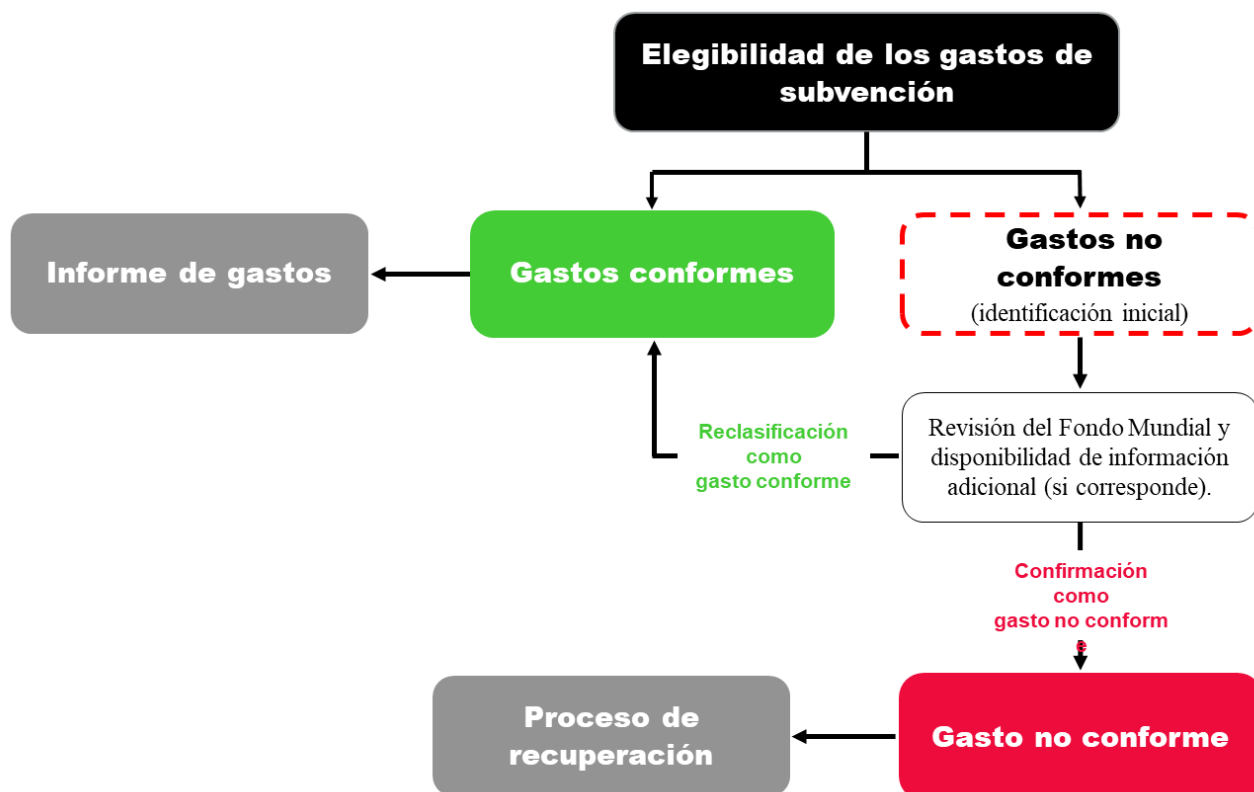 Elegibilidad de los gastos de
subvención
Informe de gastos
Gastos conformes
Gastos no
conformes
(identificación inicial)
Reclasificación
como
gasto conforme
Revisión del Fondo Mundial y
disponibilidad de información
adicional (si corresponde).
Confirmación
como
gasto no conform
e
Proceso de
recuperación
Gasto no conforme